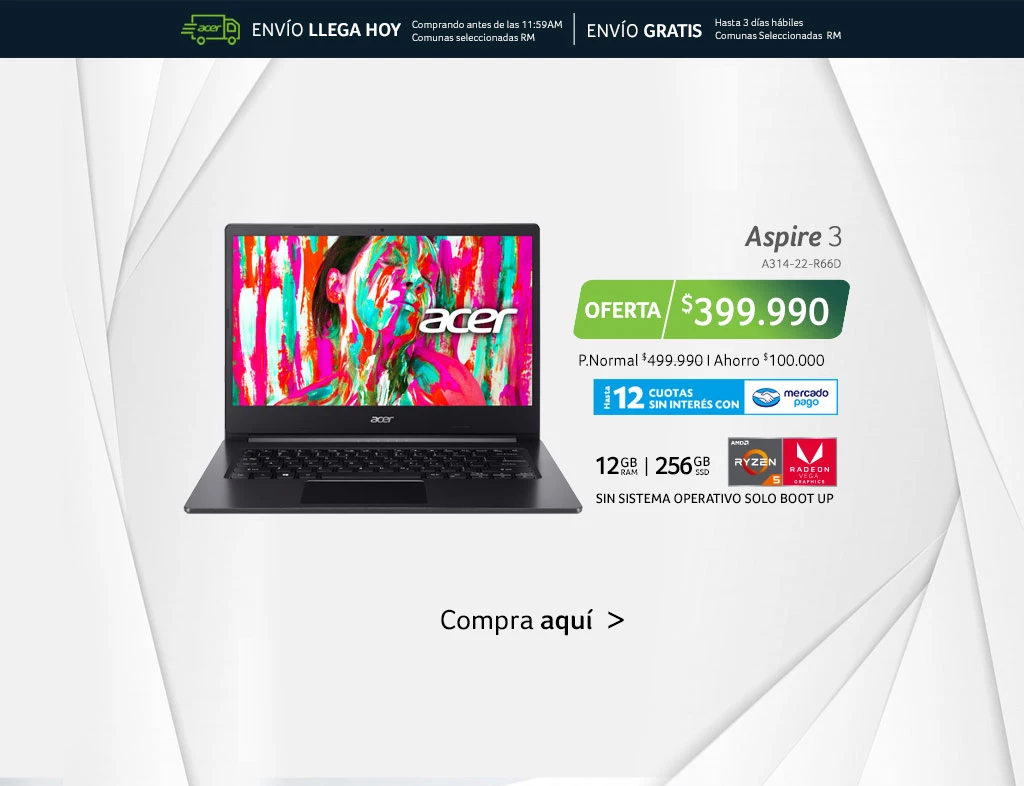 acer
ENVÍO LLEGA HOY
Comprando antes de las 11:59AM
Comunas seleccionadas RM
ENVÍO GRATIS
Hasta 3 días hábiles
Comunas Seleccionadas RM
acer
acer
Aspire 3
A314-22-R66D
OFERTA $399.990
P.Normal $499.990 I Ahorro $100.000
Hasta 12 CUOTAS SIN INTERÉS CON
mercado pago
12 GB RAM | 256 GB SSD
AMD RYZEN 5
RADEON VEGA GRAPHICS
SIN SISTEMA OPERATIVO SOLO BOOT UP
Compra aquí >